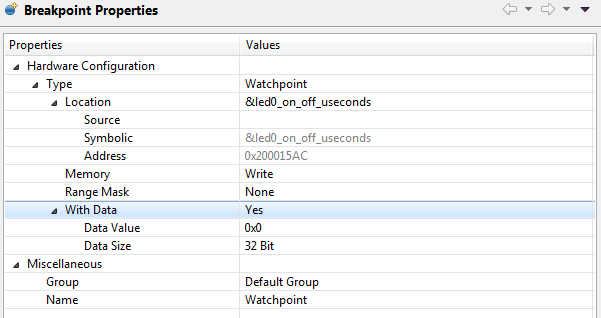 Breakpoint Properties
Properties Values
Hardware Configuration
Type Watchpoint
Location &led0_on_off_useconds
Source
Symbolic &led0_on_off_useconds
Address 0x200015AC
Memory Write
Range Mask None
With Data Yes
Data Value 0x0
Data Size 32 Bit
Miscellaneous
Group Default Group
Name Watchpoint